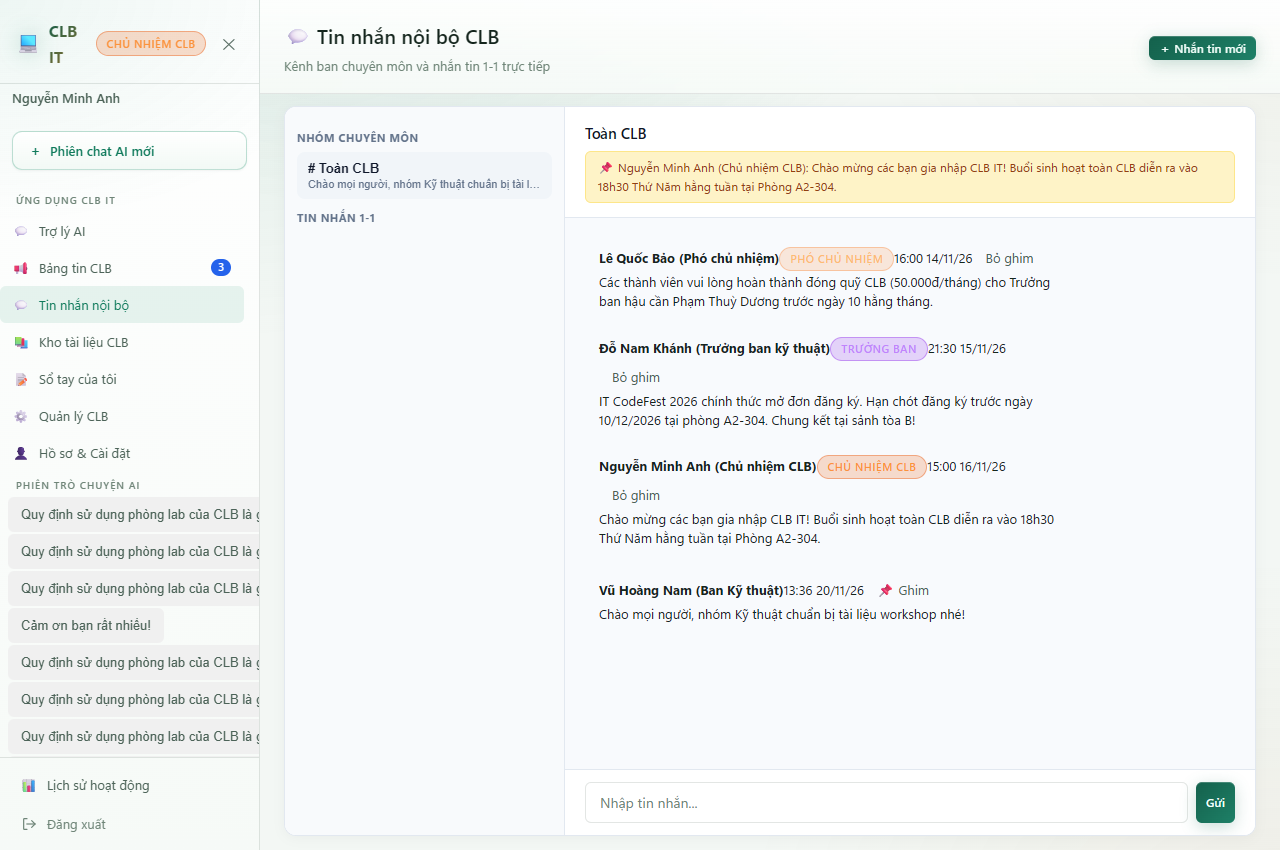 CLB
IT
CHỦ NHIỆM CLB
Nguyễn Minh Anh
+ Phiên chat AI mới
ỨNG DỤNG CLB IT
Trợ lý AI
Bảng tin CLB 3
Tin nhắn nội bộ
Kho tài liệu CLB
Sổ tay của tôi
Quản lý CLB
Hồ sơ & Cài đặt
PHIÊN TRÒ CHUYỆN AI
Quy định sử dụng phòng lab của CLB là g
Quy định sử dụng phòng lab của CLB là g
Quy định sử dụng phòng lab của CLB là g
Cảm ơn bạn rất nhiều!
Quy định sử dụng phòng lab của CLB là g
Quy định sử dụng phòng lab của CLB là g
Quy định sử dụng phòng lab của CLB là g
Lịch sử hoạt động
Đăng xuất
Tin nhắn nội bộ CLB
Kênh ban chuyên môn và nhắn tin 1-1 trực tiếp
+ Nhắn tin mới
NHÓM CHUYÊN MÔN
# Toàn CLB
Chào mọi người, nhóm Kỹ thuật chuẩn bị tài l...
TIN NHẮN 1-1
Toàn CLB
Nguyễn Minh Anh (Chủ nhiệm CLB): Chào mừng các bạn gia nhập CLB IT! Buổi sinh hoạt toàn CLB diễn ra vào
18h30 Thứ Năm hằng tuần tại Phòng A2-304.
Lê Quốc Bảo (Phó chủ nhiệm) PHÓ CHỦ NHIỆM 16:00 14/11/26 Bỏ ghim
Các thành viên vui lòng hoàn thành đóng quỹ CLB (50.000đ/tháng) cho Trưởng
ban hậu cần Phạm Thuỳ Dương trước ngày 10 hằng tháng.
Đỗ Nam Khánh (Trưởng ban kỹ thuật) TRƯỞNG BAN 21:30 15/11/26
Bỏ ghim
IT CodeFest 2026 chính thức mở đơn đăng ký. Hạn chót đăng ký trước ngày
10/12/2026 tại phòng A2-304. Chung kết tại sảnh tòa B!
Nguyễn Minh Anh (Chủ nhiệm CLB) CHỦ NHIỆM CLB 15:00 16/11/26
Bỏ ghim
Chào mừng các bạn gia nhập CLB IT! Buổi sinh hoạt toàn CLB diễn ra vào 18h30
Thứ Năm hằng tuần tại Phòng A2-304.
Vũ Hoàng Nam (Ban Kỹ thuật) 13:36 20/11/26 Ghim
Chào mọi người, nhóm Kỹ thuật chuẩn bị tài liệu workshop nhé!
Nhập tin nhắn...
Gửi